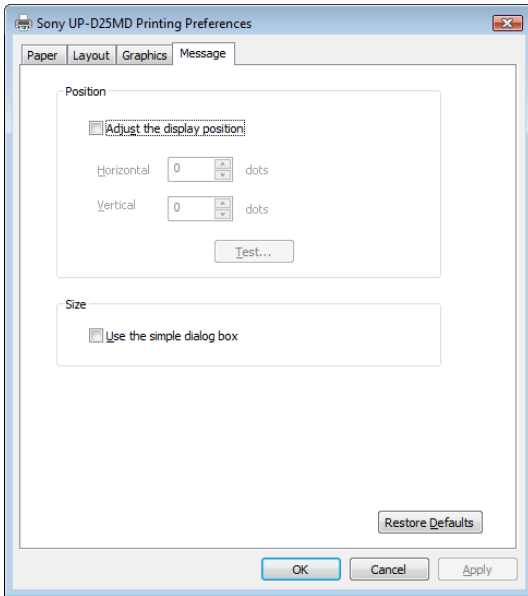 Sony UP-D25MD Printing Preferences
Paper Layout Graphics Message
Position
Adjust the display position
Horizontal 0 dots
Vertical 0 dots
Test...
Size
Use the simple dialog box
Restore Defaults
OK Cancel Apply